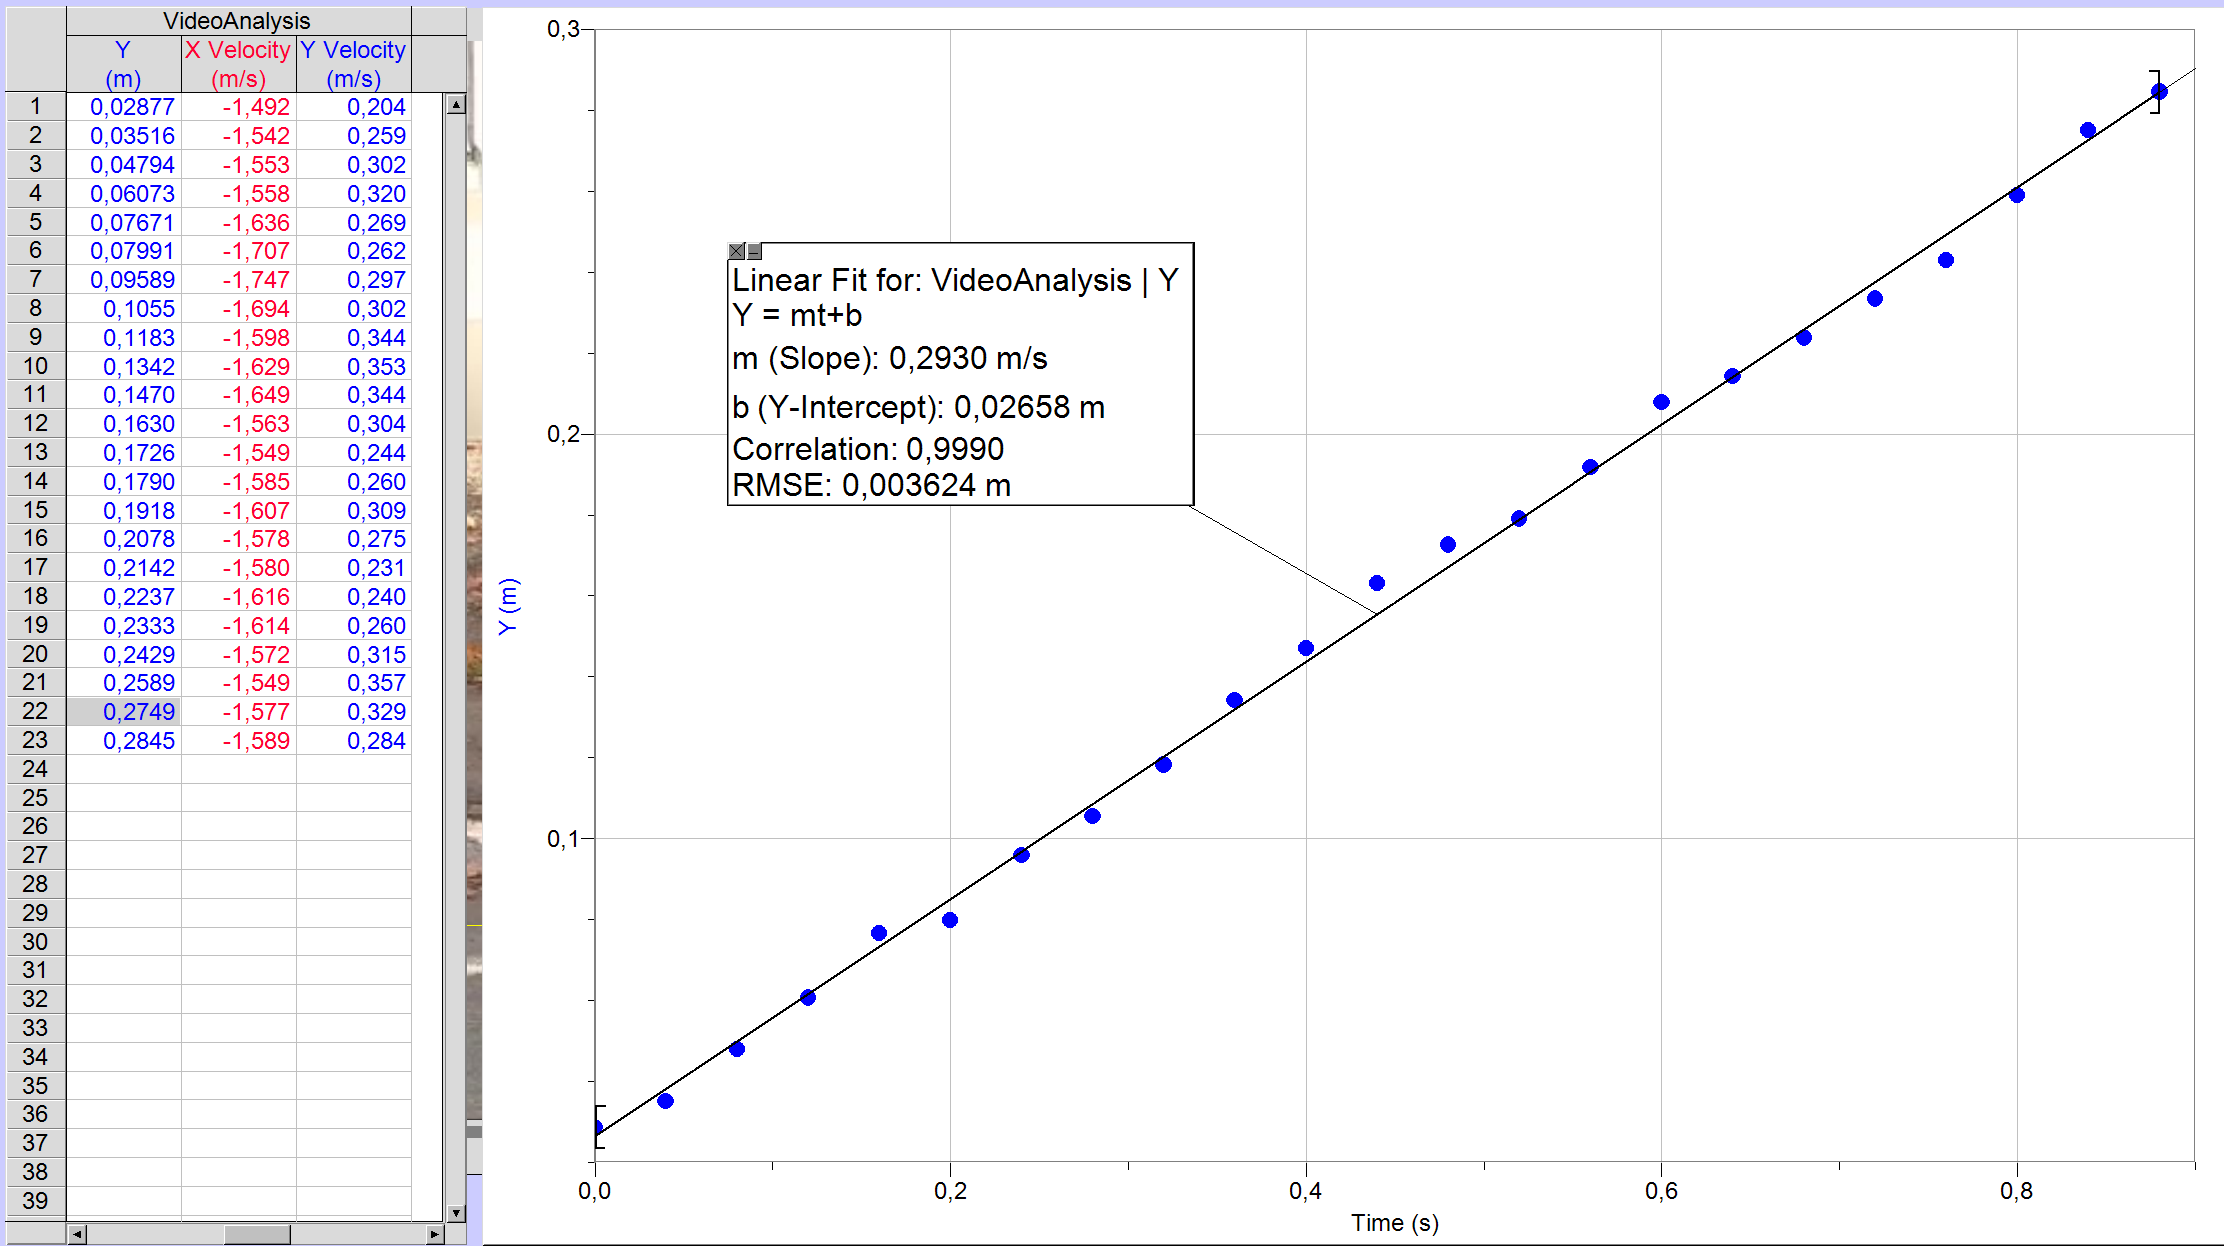 VideoAnalysis
Y X Velocity Y Velocity
(m) (m/s) (m/s)
1 0,02877 -1,492 0,204
2 0,03516 -1,542 0,259
3 0,04794 -1,553 0,302
4 0,06073 -1,558 0,320
5 0,07671 -1,636 0,269
6 0,07991 -1,707 0,262
7 0,09589 -1,747 0,297
8 0,1055 -1,694 0,302
9 0,1183 -1,598 0,344
10 0,1342 -1,629 0,353
11 0,1470 -1,649 0,344
12 0,1630 -1,563 0,304
13 0,1726 -1,549 0,244
14 0,1790 -1,585 0,260
15 0,1918 -1,607 0,309
16 0,2078 -1,578 0,275
17 0,2142 -1,580 0,231
18 0,2237 -1,616 0,240
19 0,2333 -1,614 0,260
20 0,2429 -1,572 0,315
21 0,2589 -1,549 0,357
22 0,2749 -1,577 0,329
23 0,2845 -1,589 0,284
24
25
26
27
28
29
30
31
32
33
34
35
36
37
38
39
0,3
0,2
0,1
Y (m)
Linear Fit for: VideoAnalysis | Y
Y = mt+b
m (Slope): 0,2930 m/s
b (Y-Intercept): 0,02658 m
Correlation: 0,9990
RMSE: 0,003624 m
0,0 0,2 0,4 0,6 0,8
Time (s)